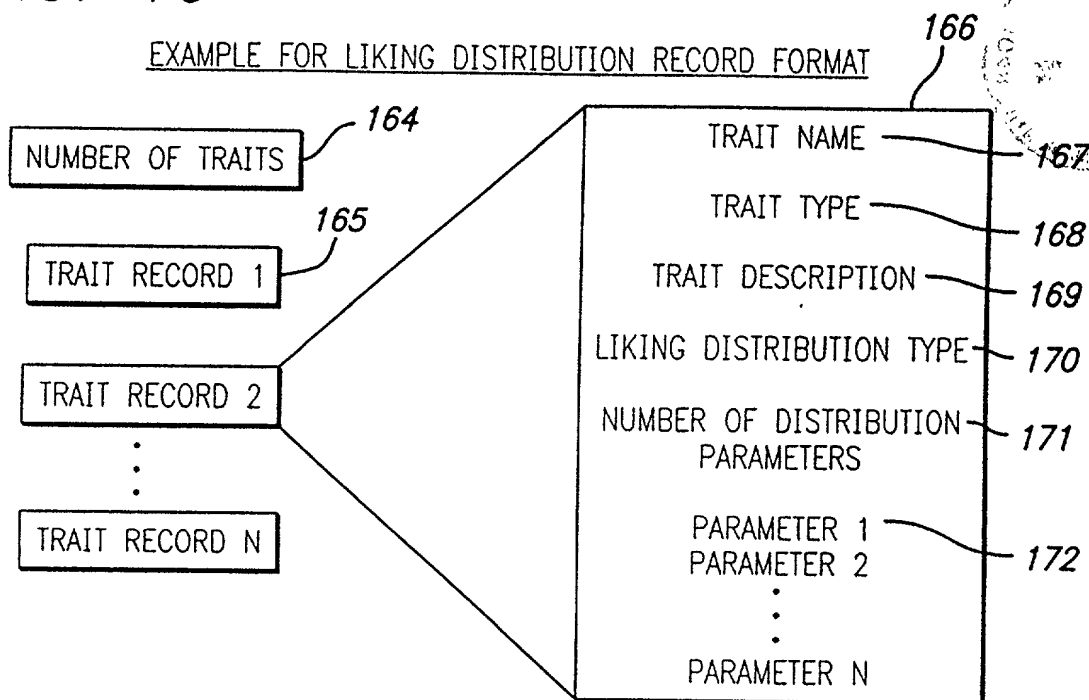 EXAMPLE FOR LIKING DISTRIBUTION RECORD FORMAT
166
NUMBER OF TRAITS
164
TRAIT RECORD 1
165
TRAIT RECORD 2
TRAIT RECORD N
TRAIT NAME
167
TRAIT TYPE
168
TRAIT DESCRIPTION
169
LIKING DISTRIBUTION TYPE
170
NUMBER OF DISTRIBUTION
171
PARAMETERS
PARAMETER 1
172
PARAMETER 2
PARAMETER N